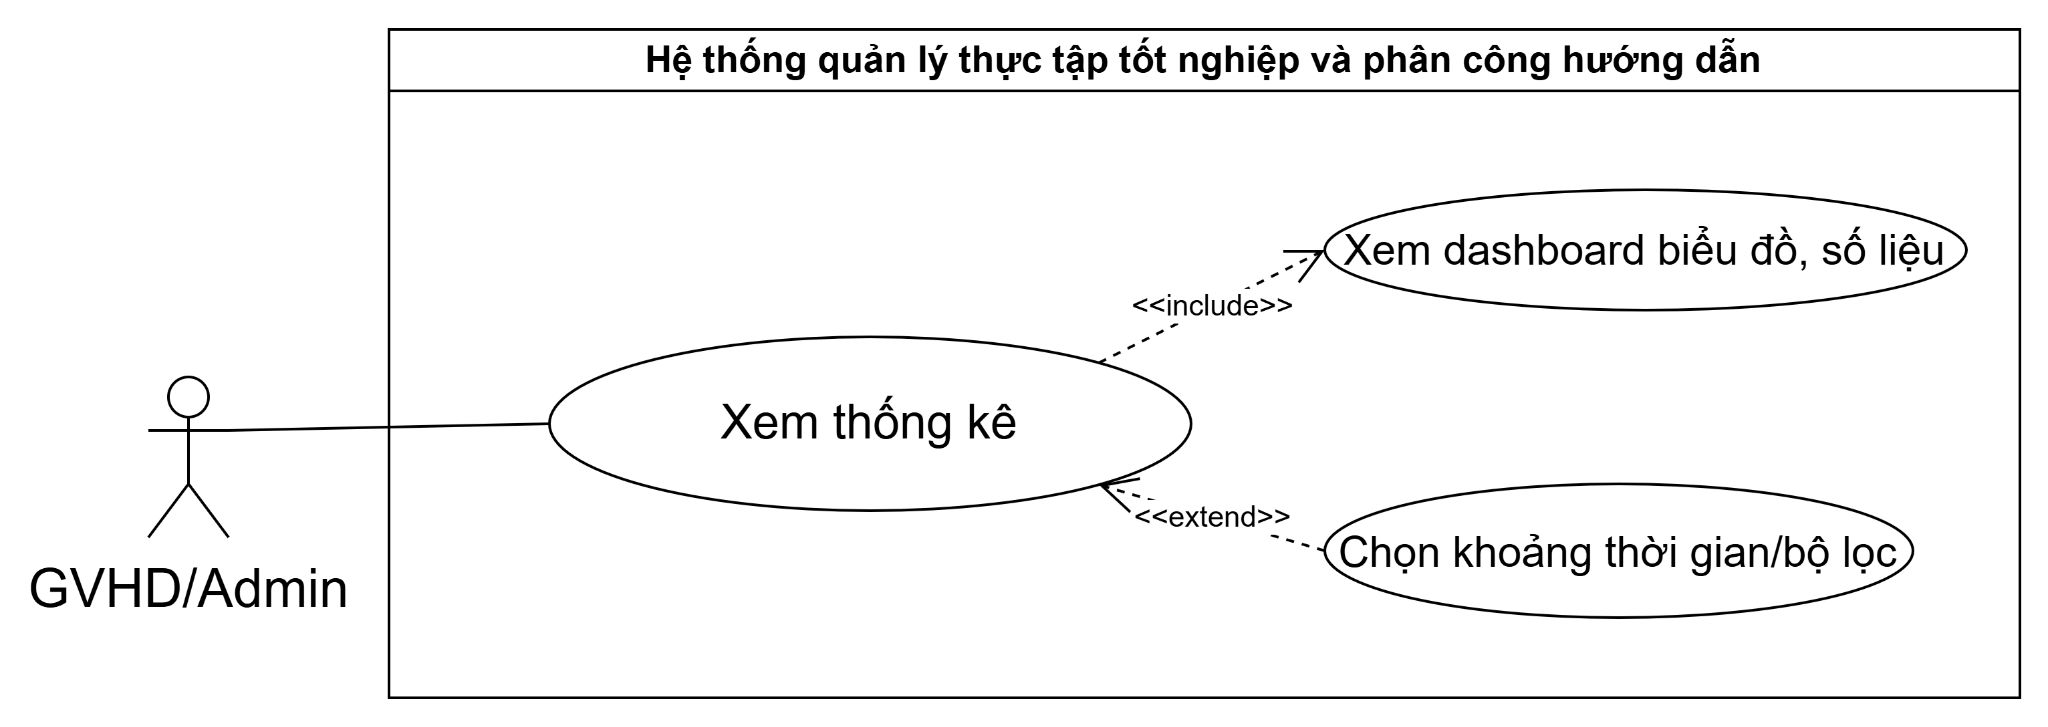 Hệ thống quản lý thực tập tốt nghiệp và phân công hướng dẫn
Xem dashboard biểu đồ, số liệu
<<include>>
Xem thống kê
<<extend>>
Chọn khoảng thời gian/bộ lọc
GVHD/Admin